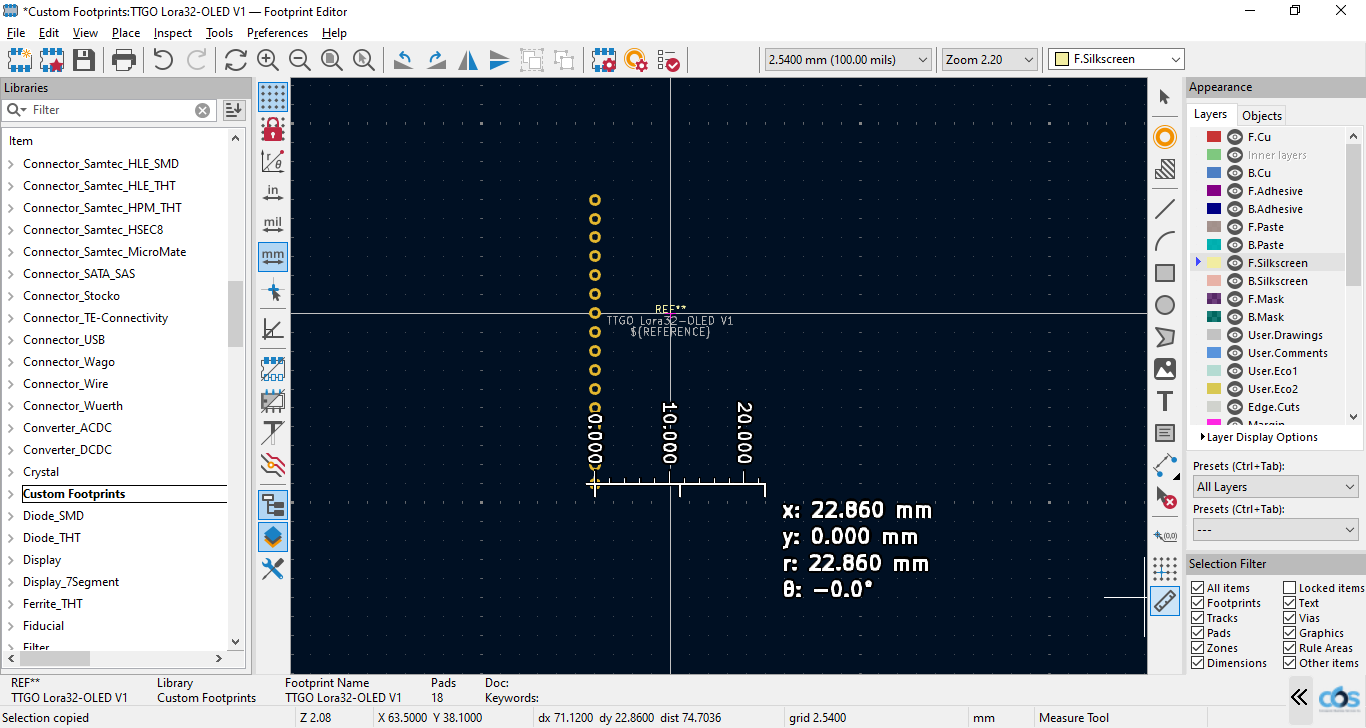 *Custom Footprints:TTGO Lora32-OLED V1 — Footprint Editor
File Edit View Place Inspect Tools Preferences Help
2.5400 mm (100.00 mils) Zoom 2.20 F.Silkscreen
Libraries
Filter
Item
Connector_Samtec_HLE_SMD
Connector_Samtec_HLE_THT
Connector_Samtec_HPM_THT
Connector_Samtec_HSEC8
Connector_Samtec_MicroMate
Connector_SATA_SAS
Connector_Stocko
Connector_TE-Connectivity
Connector_USB
Connector_Wago
Connector_Wire
Connector_Wuerth
Converter_ACDC
Converter_DCDC
Crystal
Custom Footprints
Diode_SMD
Diode_THT
Display
Display_7Segment
Ferrite_THT
Fiducial
Filter
in
mil
mm
REF**
TTGO Lora32-OLED V1
${REFERENCE}
0.000
10.000
20.000
x: 22.860 mm
y: 0.000 mm
r: 22.860 mm
θ: −0.0°
(0,0)
Appearance
Layers Objects
F.Cu
Inner layers
B.Cu
F.Adhesive
B.Adhesive
F.Paste
B.Paste
F.Silkscreen
B.Silkscreen
F.Mask
B.Mask
User.Drawings
User.Comments
User.Eco1
User.Eco2
Edge.Cuts
Margin
Layer Display Options
Presets (Ctrl+Tab):
All Layers
Presets (Ctrl+Tab):
---
Selection Filter
All items Locked items
Footprints Text
Tracks Vias
Pads Graphics
Zones Rule Areas
Dimensions Other items
REF** Library Footprint Name Pads Doc:
TTGO Lora32-OLED V1 Custom Footprints TTGO Lora32-OLED V1 18 Keywords:
Selection copied Z 2.08 X 63.5000 Y 38.1000 dx 71.1200 dy 22.8600 dist 74.7036 grid 2.5400 mm Measure Tool